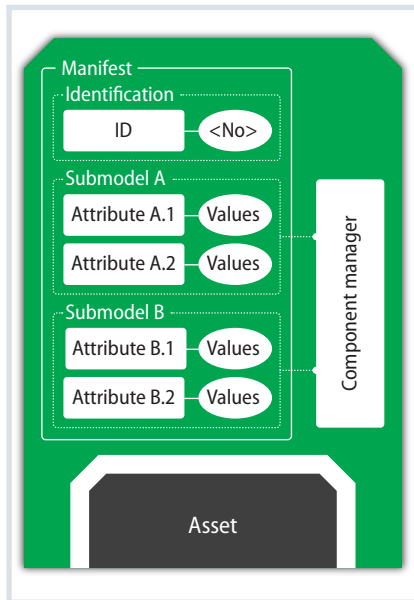 Manifest
Identification
ID <No>
Submodel A
Attribute A.1 Values
Attribute A.2 Values
Submodel B
Attribute B.1 Values
Attribute B.2 Values
Component manager
Asset